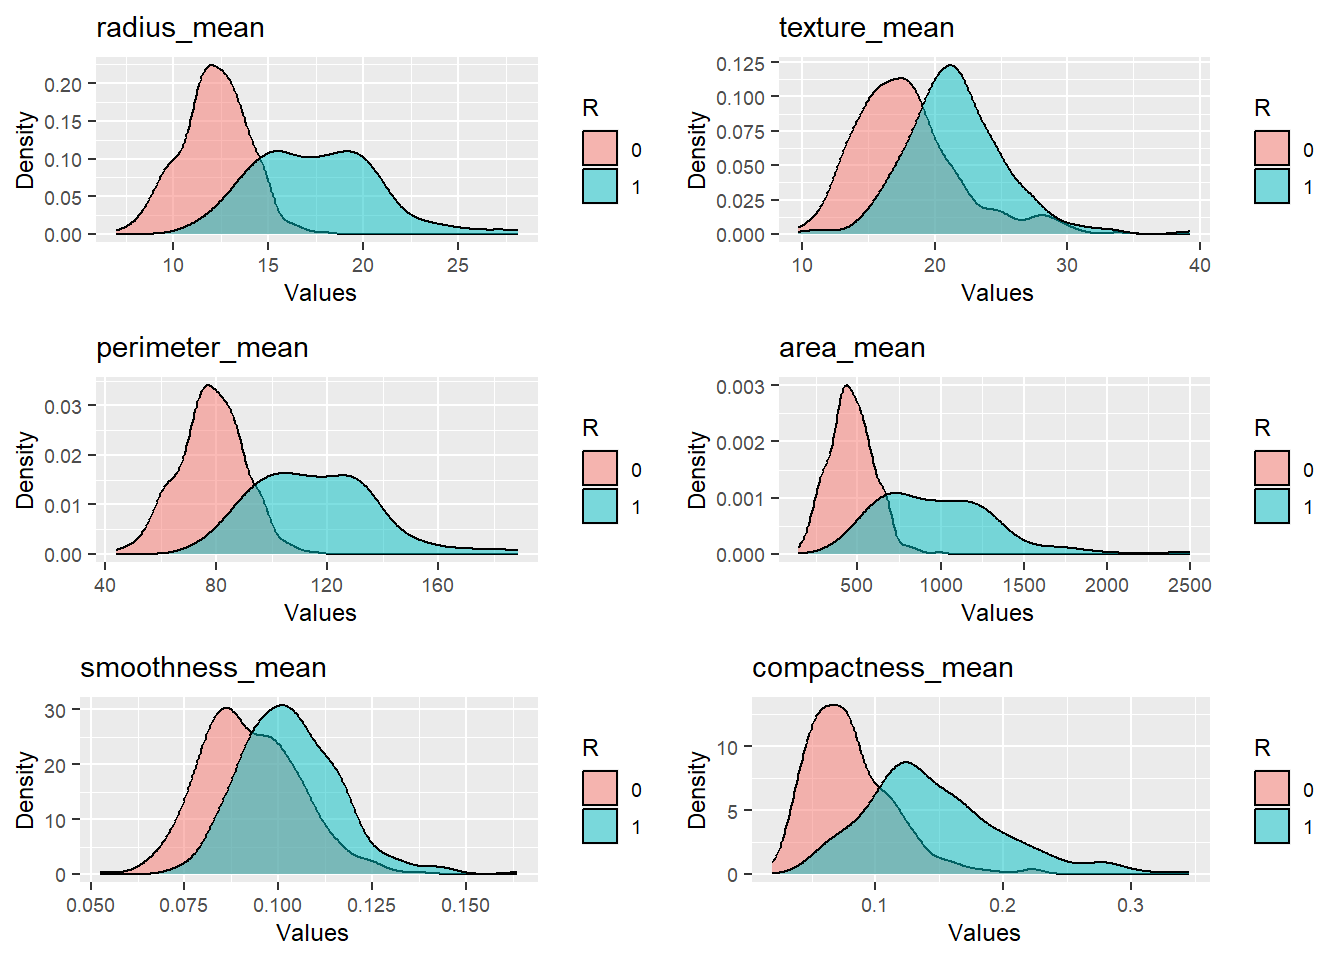 radius_mean
Density
0.20
0.15
0.10
0.05
0.00
10 15 20 25
Values
R
0
1
texture_mean
Density
0.125
0.100
0.075
0.050
0.025
0.000
10 20 30 40
Values
R
0
1
perimeter_mean
Density
0.03
0.02
0.01
0.00
40 80 120 160
Values
R
0
1
area_mean
Density
0.003
0.002
0.001
0.000
500 1000 1500 2000 2500
Values
R
0
1
smoothness_mean
Density
30
20
10
0
0.050 0.075 0.100 0.125 0.150
Values
R
0
1
compactness_mean
Density
10
5
0
0.1 0.2 0.3
Values
R
0
1